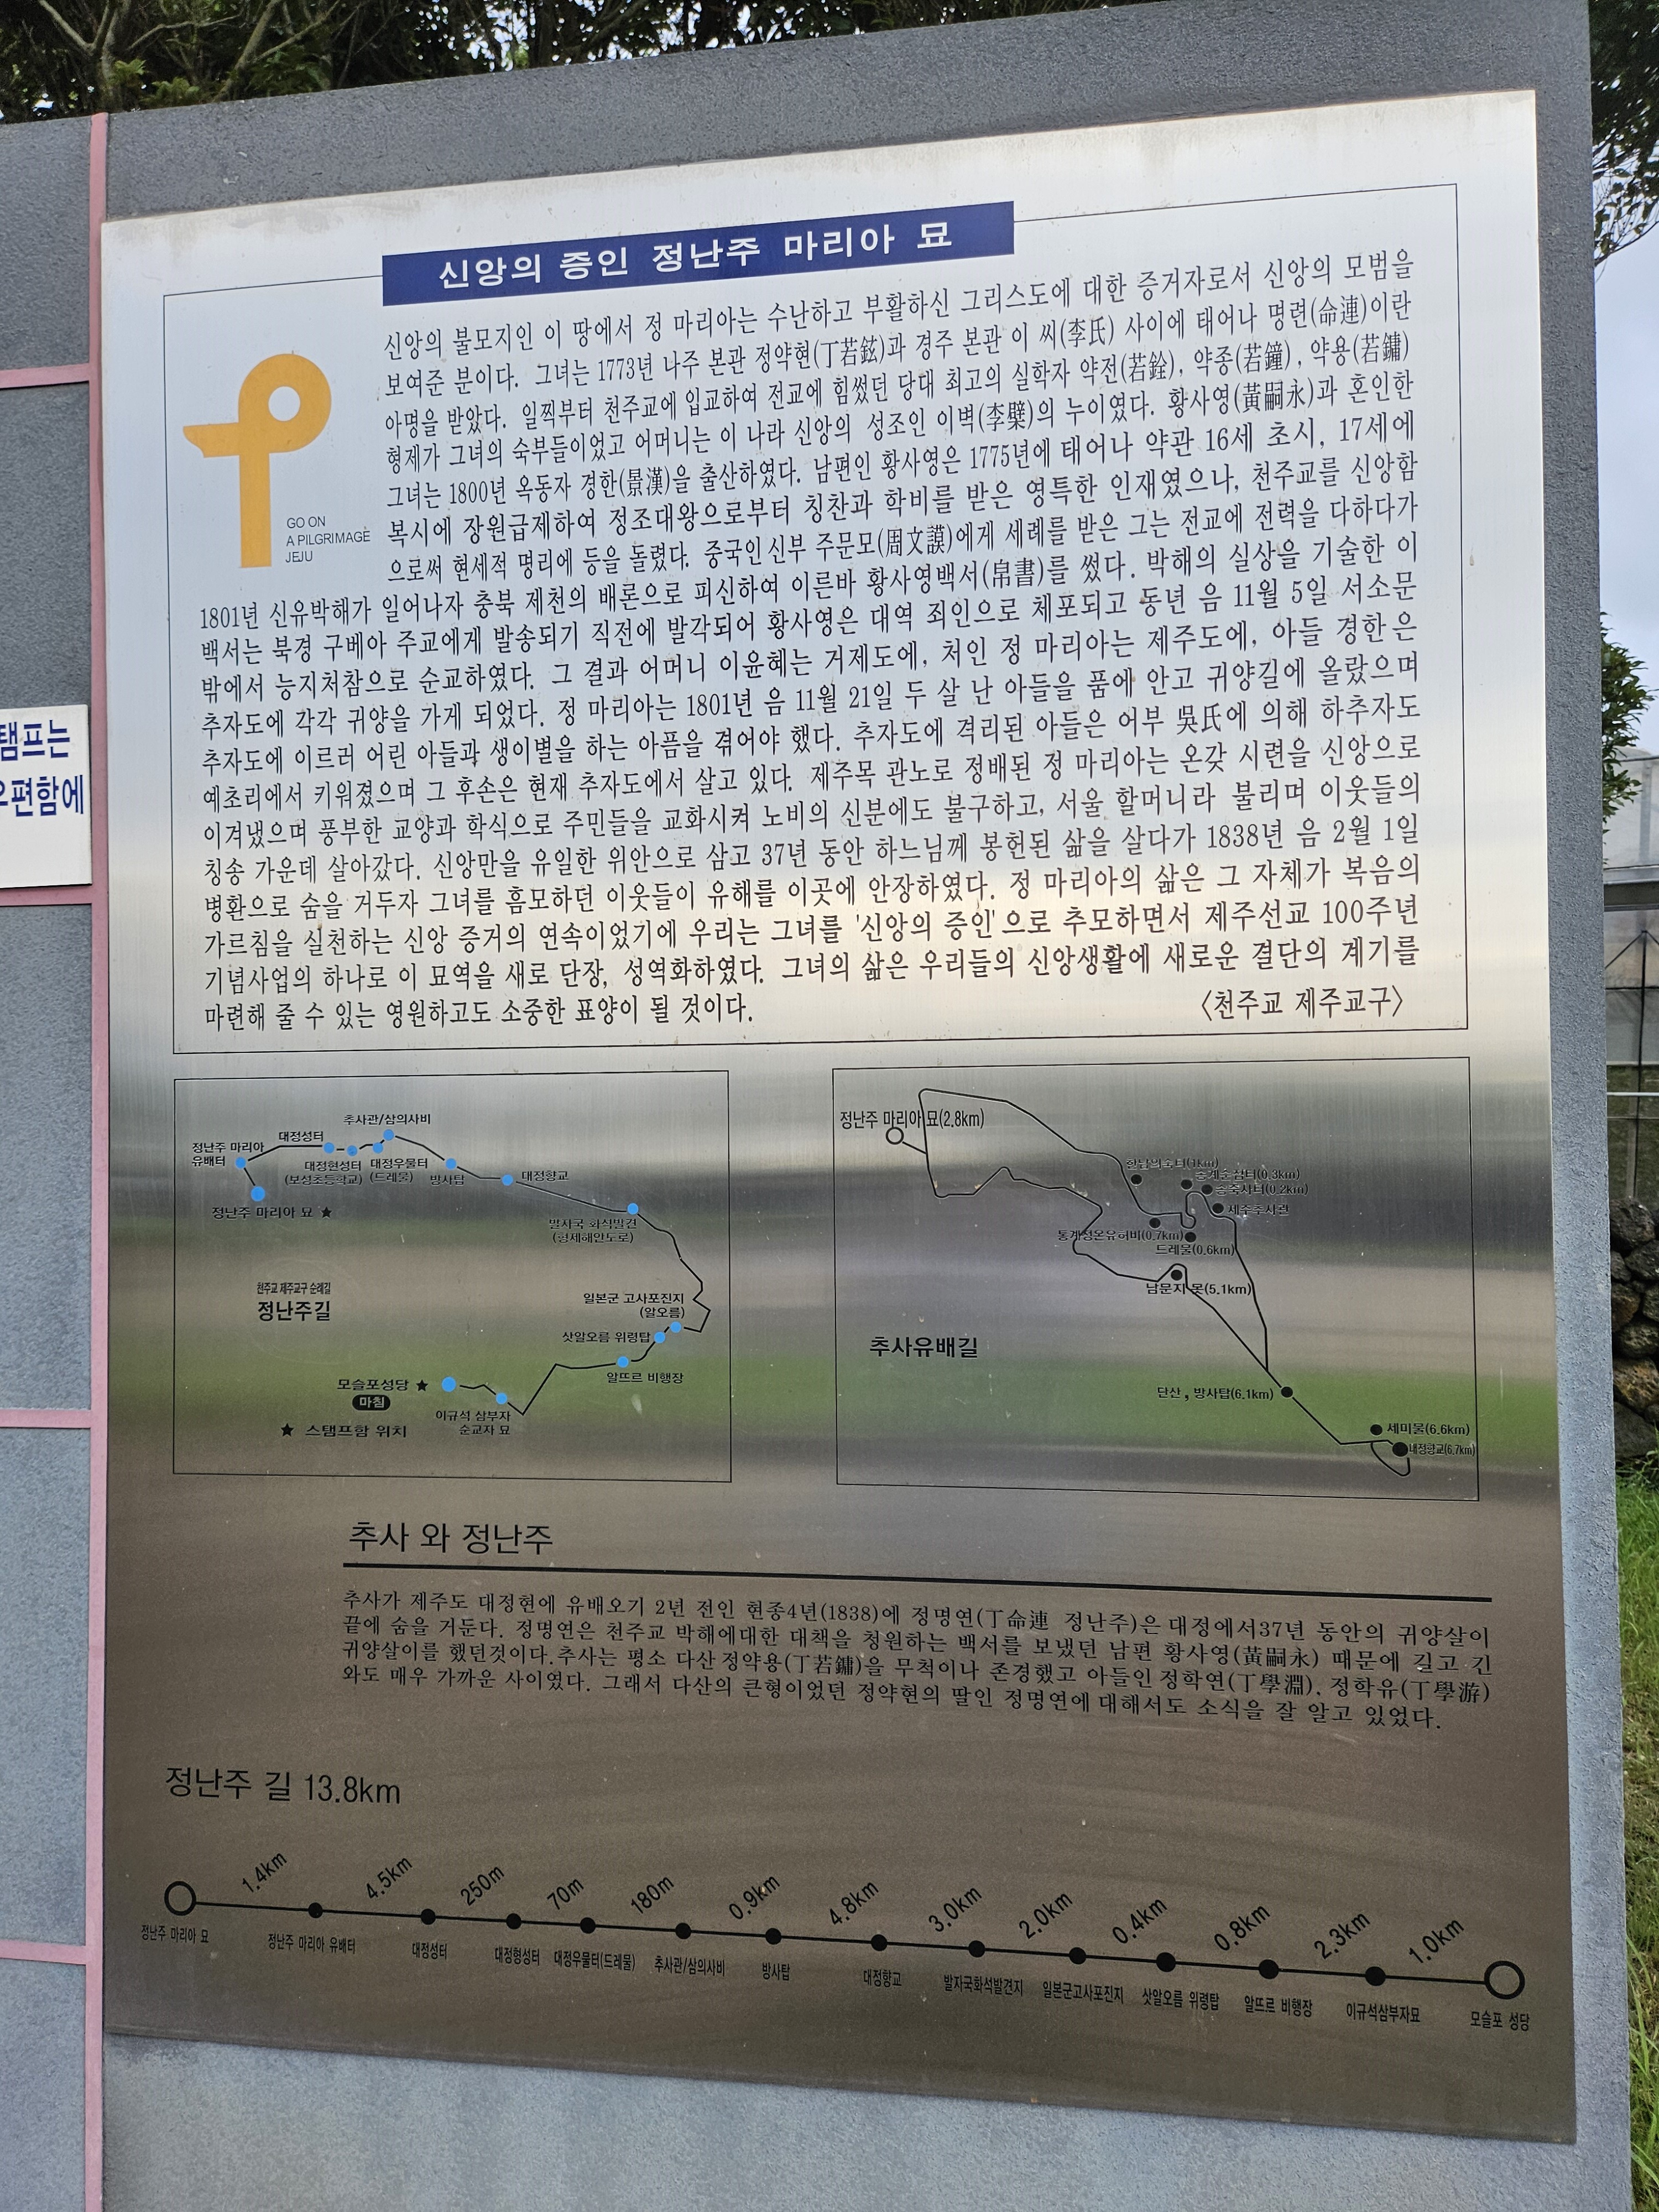 신앙의 증인 정난주 마리아 묘
신앙의 불모지인 이 땅에서 정 마리아는 수난하고 부활하신 그리스도에 대한 증거자로서 신앙의 모범을
보여준 분이다. 그녀는 1773년 나주 본관 정약현(丁若鉉)과 경주 본관 이 씨(李氏) 사이에 태어나 명련(命連)이란
아명을 받았다. 일찍부터 천주교에 입교하여 전교에 힘썼던 당대 최고의 실학자 약전(若銓), 약종(若鐘), 약용(若鏞)
형제가 그녀의 숙부들이었고 어머니는 이 나라 신앙의 성조인 이벽(李檗)의 누이였다. 황사영(黃嗣永)과 혼인한
그녀는 1800년 옥동자 경한(景漢)을 출산하였다. 남편인 황사영은 1775년에 태어나 약관 16세 초시, 17세에
복시에 장원급제하여 정조대왕으로부터 칭찬과 학비를 받은 영특한 인재였으나, 천주교를 신앙함
으로써 현세적 명리에 등을 돌렸다. 중국인신부 주문모(周文謨)에게 세례를 받은 그는 전교에 전력을 다하다가
GO ON
A PILGRIMAGE
JEJU
1801년 신유박해가 일어나자 충북 제천의 배론으로 피신하여 이른바 황사영백서(帛書)를 썼다. 박해의 실상을 기술한 이
백서는 북경 구베아 주교에게 발송되기 직전에 발각되어 황사영은 대역 죄인으로 체포되고 동년 음 11월 5일 서소문
밖에서 능지처참으로 순교하였다. 그 결과 어머니 이윤혜는 거제도에, 처인 정 마리아는 제주도에, 아들 경한은
추자도에 각각 귀양을 가게 되었다. 정 마리아는 1801년 음 11월 21일 두 살 난 아들을 품에 안고 귀양길에 올랐으며
추자도에 이르러 어린 아들과 생이별을 하는 아픔을 겪어야 했다. 추자도에 격리된 아들은 어부 吳氏에 의해 하추자도
예초리에서 키워졌으며 그 후손은 현재 추자도에서 살고 있다. 제주목 관노로 정배된 정 마리아는 온갖 시련을 신앙으로
이겨냈으며 풍부한 교양과 학식으로 주민들을 교화시켜 노비의 신분에도 불구하고, 서울 할머니라 불리며 이웃들의
칭송 가운데 살아갔다. 신앙만을 유일한 위안으로 삼고 37년 동안 하느님께 봉헌된 삶을 살다가 1838년 음 2월 1일
병환으로 숨을 거두자 그녀를 흠모하던 이웃들이 유해를 이곳에 안장하였다. 정 마리아의 삶은 그 자체가 복음의
가르침을 실천하는 신앙 증거의 연속이었기에 우리는 그녀를 '신앙의 증인'으로 추모하면서 제주선교 100주년
기념사업의 하나로 이 묘역을 새로 단장, 성역화하였다. 그녀의 삶은 우리들의 신앙생활에 새로운 결단의 계기를
마련해 줄 수 있는 영원하고도 소중한 표양이 될 것이다. 〈천주교 제주교구〉
탬프는
우편함에
추사관/삼의사비
대정성터
정난주 마리아
유배터
대정현성터
(보성초등학교)
대정우물터
(드레물)
방사탑
대정향교
정난주 마리아 묘 ★
발사국 화석발견
(형제해안도로)
천주교 제주교구 순례길
정난주길
일본군 고사포진지
(알오름)
삿알오름 위령탑
알뜨르 비행장
모슬포성당 ★
마침
이규석 삼부자
순교자 묘
★ 스탬프함 위치
정난주 마리아 묘(2.8km)
한남의숙터(1km)
송계순집터(0.3km)
송죽사터(0.2km)
제주추사관
통계정온유허비(0.7km)
드레물(0.6km)
남문지 못(5.1km)
추사유배길
단산, 방사탑(6.1km)
세미물(6.6km)
대정향교(6.7km)
추사 와 정난주
추사가 제주도 대정현에 유배오기 2년 전인 현종4년(1838)에 정명연(丁命連 정난주)은 대정에서37년 동안의 귀양살이
끝에 숨을 거둔다. 정명연은 천주교 박해에대한 대책을 청원하는 백서를 보냈던 남편 황사영(黃嗣永) 때문에 길고 긴
귀양살이를 했던것이다.추사는 평소 다산 정약용(丁若鏞)을 무척이나 존경했고 아들인 정학연(丁學淵), 정학유(丁學游)
와도 매우 가까운 사이였다. 그래서 다산의 큰형이었던 정약현의 딸인 정명연에 대해서도 소식을 잘 알고 있었다.
정난주 길 13.8km
1.4km 4.5km 250m 70m 180m 0.9km 4.8km 3.0km 2.0km 0.4km 0.8km 2.3km 1.0km
정난주 마리아 묘 정난주 마리아 유배터 대정성터 대정형성터 대정우물터(드레물) 추사관/삼의사비 방사탑 대정향교 발자국화석발견지 일본군고사포진지 삿알오름 위령탑 알뜨르 비행장 이규석삼부자묘 모슬포 성당